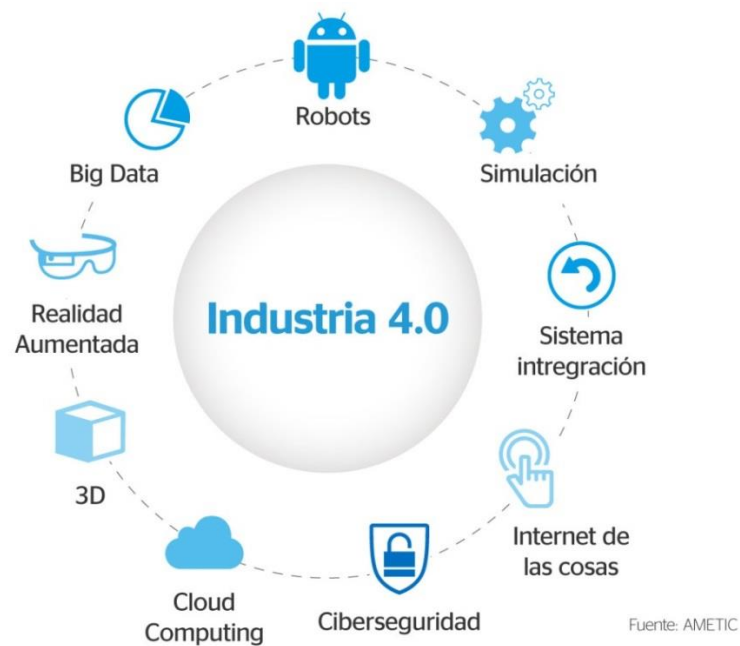 Robots
Simulación
Sistema
intregración
Internet de
las cosas
Ciberseguridad
Cloud
Computing
3D
Realidad
Aumentada
Big Data
Industria 4.0
Fuente: AMETIC